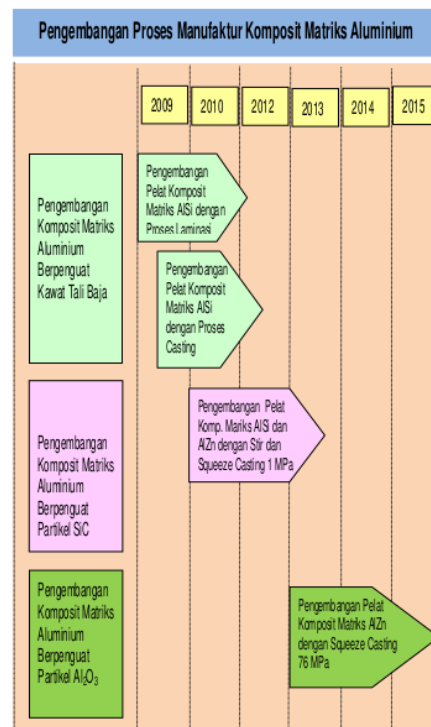 Pengembangan Proses Manufaktur Komposit Matriks Aluminium
2009
2010
2012
2013
2014
2015
Pengembangan
Komposit Matriks
Aluminium
Berpenguat
Kawat Tali Baja
Pengembangan
Pelat Komposit
Matriks AlSi dengan
Proses Laminasi
Pengembangan
Pelat Komposit
Matriks AlSi
dengan Proses
Casting
Pengembangan
Komposit Matriks
Aluminium
Berpenguat
Partikel SiC
Pengembangan Pelat
Komp. Mariks AlSi dan
AlZn dengan Stir dan
Squeeze Casting 1 MPa
Pengembangan
Komposit Matriks
Aluminium
Berpenguat
Partikel Al₂O₃
Pengembangan Pelat
Komposit Matriks AlZn
dengan Squeeze Casting
76 MPa